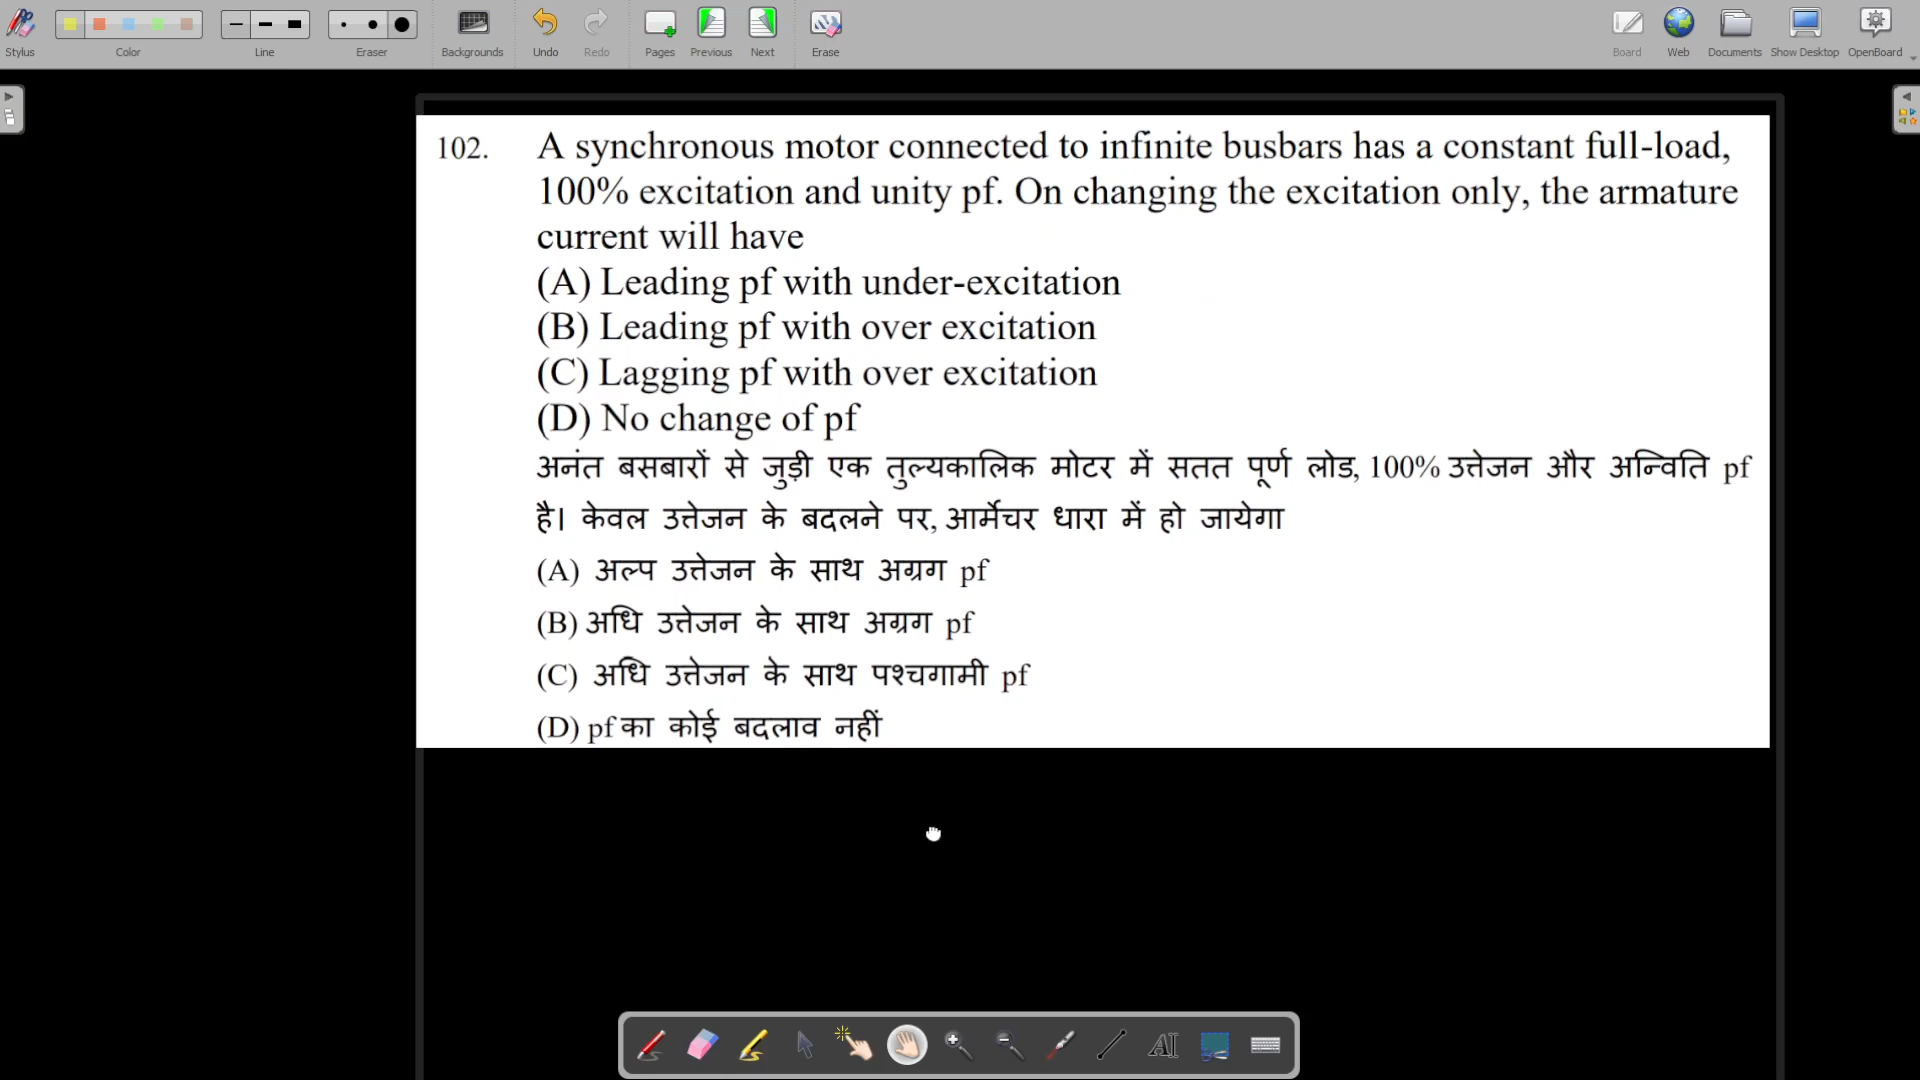 Stylus Color Line Eraser Backgrounds Undo Redo Pages Previous Next Erase Board Web Documents Show Desktop OpenBoard
102. A synchronous motor connected to infinite busbars has a constant full-load,
100% excitation and unity pf. On changing the excitation only, the armature
current will have
(A) Leading pf with under-excitation
(B) Leading pf with over excitation
(C) Lagging pf with over excitation
(D) No change of pf
अनंत बसबारों से जुड़ी एक तुल्यकालिक मोटर में सतत पूर्ण लोड, 100% उत्तेजन और अन्विति pf
है। केवल उत्तेजन के बदलने पर, आर्मेचर धारा में हो जायेगा
(A) अल्प उत्तेजन के साथ अग्रग pf
(B) अधि उत्तेजन के साथ अग्रग pf
(C) अधि उत्तेजन के साथ पश्चगामी pf
(D) pf का कोई बदलाव नहीं
AI